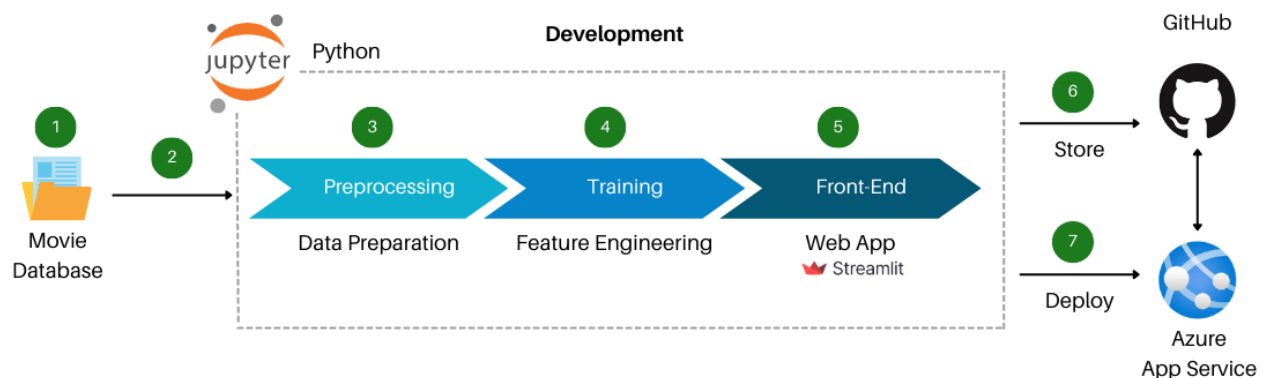 Development
GitHub
jupyter
Python
1
2
3
4
5
6
7
Preprocessing
Training
Front-End
Store
Movie
Database
Data Preparation
Feature Engineering
Web App
Streamlit
Deploy
Azure
App Service